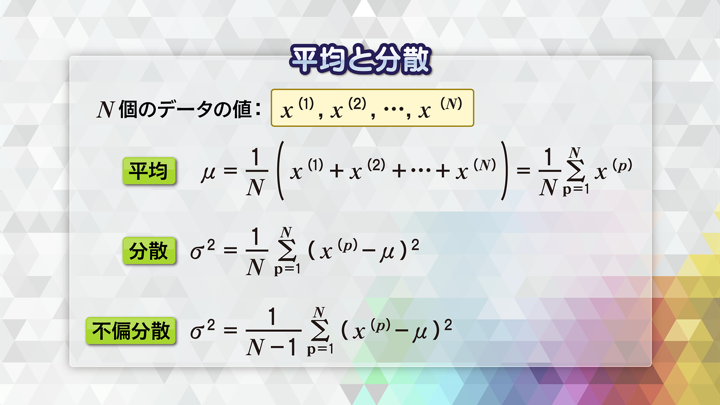 平均と分散
N個のデータの値： x⁽¹⁾, x⁽²⁾, …, x⁽ᴺ⁾
平均 μ = 1/N ( x⁽¹⁾ + x⁽²⁾ + … + x⁽ᴺ⁾ ) = 1/N Σ_{p=1}^{N} x⁽ᵖ⁾
分散 σ² = 1/N Σ_{p=1}^{N} ( x⁽ᵖ⁾ − μ )²
不偏分散 σ² = 1/(N−1) Σ_{p=1}^{N} ( x⁽ᵖ⁾ − μ )²